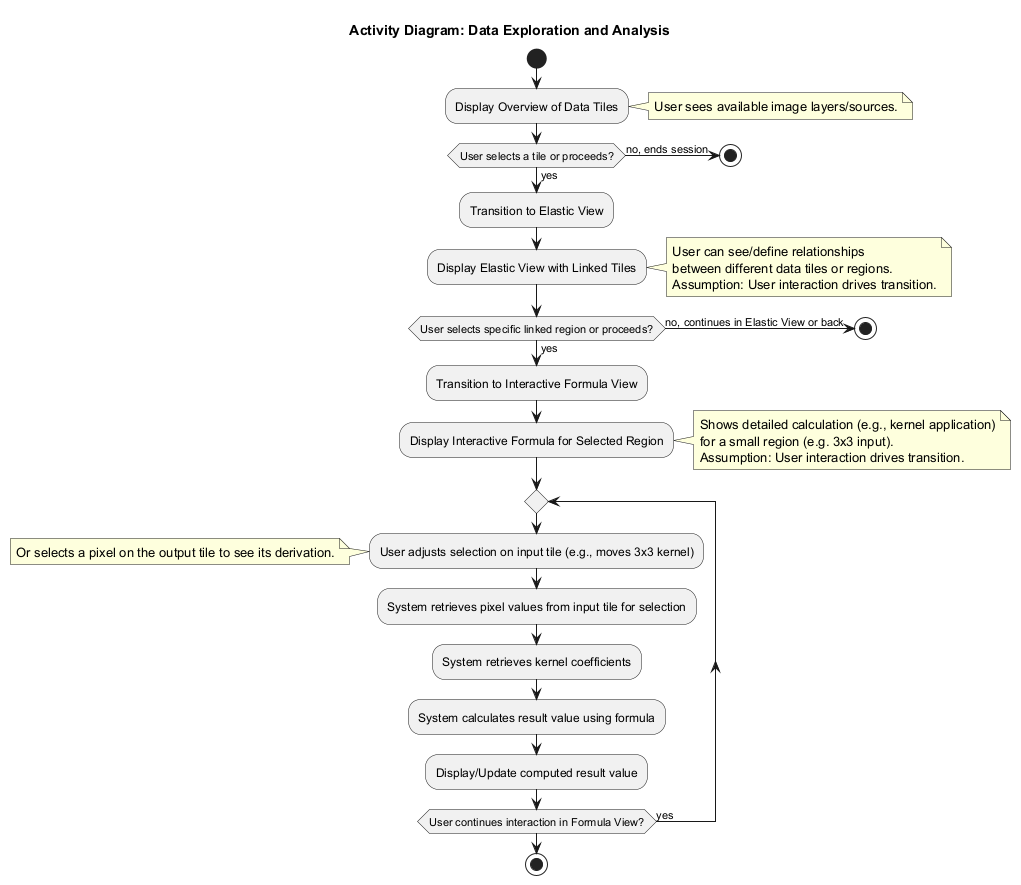 Activity Diagram: Data Exploration and Analysis
Display Overview of Data Tiles
User sees available image layers/sources.
User selects a tile or proceeds?
no, ends session
yes
Transition to Elastic View
Display Elastic View with Linked Tiles
User can see/define relationships
between different data tiles or regions.
Assumption: User interaction drives transition.
User selects specific linked region or proceeds?
no, continues in Elastic View or back
yes
Transition to Interactive Formula View
Display Interactive Formula for Selected Region
Shows detailed calculation (e.g., kernel application)
for a small region (e.g. 3x3 input).
Assumption: User interaction drives transition.
Or selects a pixel on the output tile to see its derivation.
User adjusts selection on input tile (e.g., moves 3x3 kernel)
System retrieves pixel values from input tile for selection
System retrieves kernel coefficients
System calculates result value using formula
Display/Update computed result value
User continues interaction in Formula View?
yes